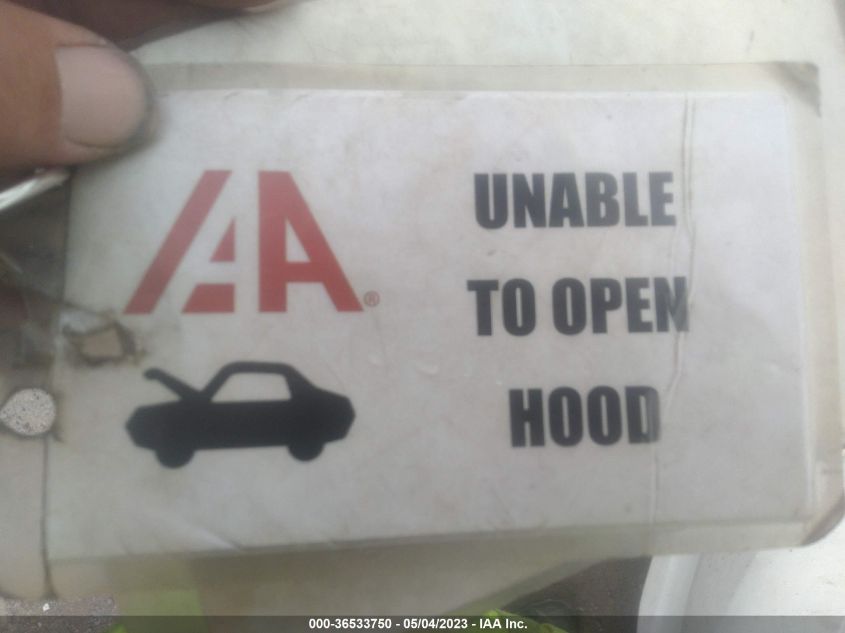 IAA®
UNABLE
TO OPEN
HOOD
000-36533750 - 05/04/2023 - IAA Inc.